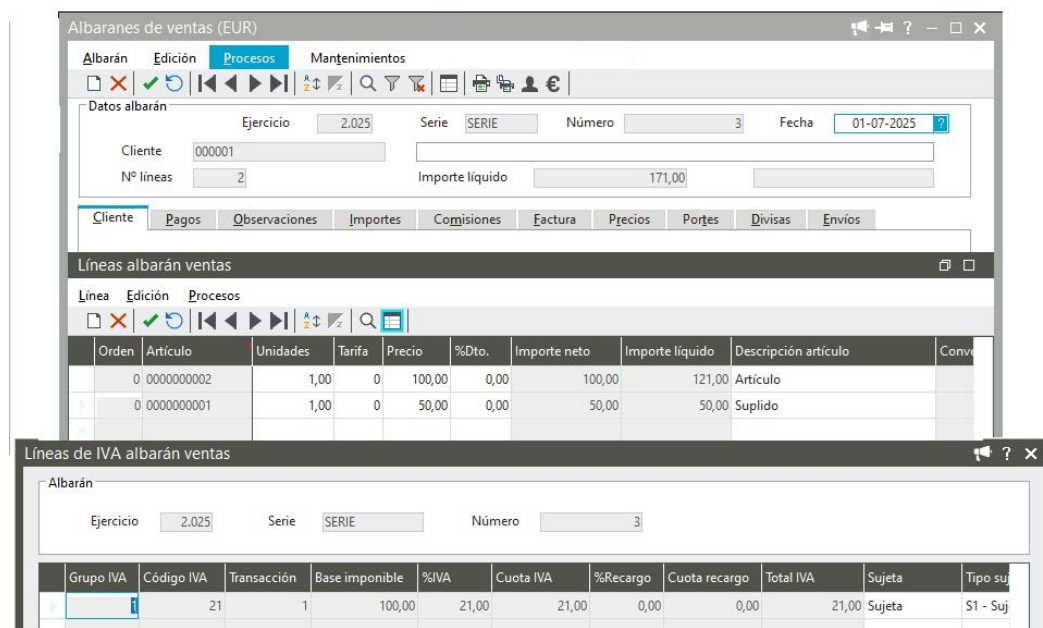 Albaranes de ventas (EUR)
Albarán Edición Procesos Mantenimientos
Datos albarán
Ejercicio 2.025 Serie SERIE Número 3 Fecha 01-07-2025
Cliente 000001
Nº líneas 2 Importe líquido 171,00
Cliente Pagos Observaciones Importes Comisiones Factura Precios Portes Divisas Envíos
Líneas albarán ventas
Línea Edición Procesos
Orden Artículo Unidades Tarifa Precio %Dto. Importe neto Importe líquido Descripción artículo Conve
0 0000000002 1,00 0 100,00 0,00 100,00 121,00 Artículo
0 0000000001 1,00 0 50,00 0,00 50,00 50,00 Suplido
Líneas de IVA albarán ventas
Albarán
Ejercicio 2.025 Serie SERIE Número 3
Grupo IVA Código IVA Transacción Base imponible %IVA Cuota IVA %Recargo Cuota recargo Total IVA Sujeta Tipo suj
1 21 1 100,00 21,00 21,00 0,00 0,00 21,00 Sujeta S1 - Suj